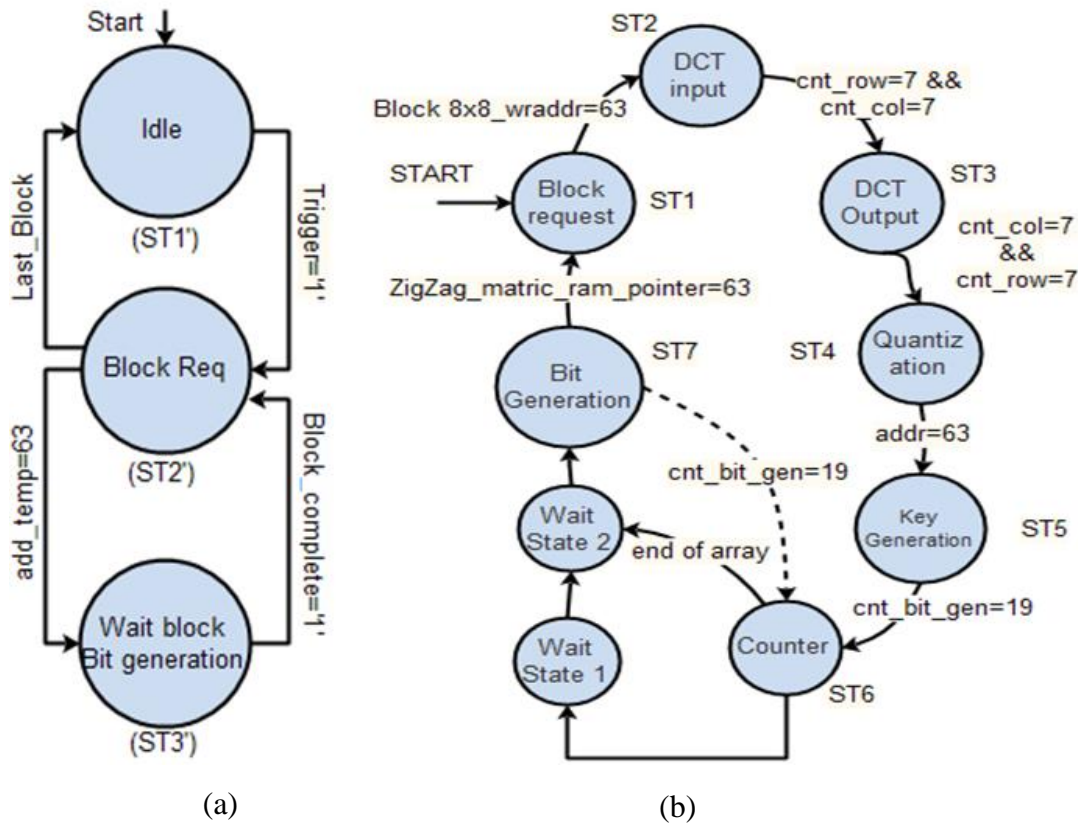 Start
Idle
(ST1')
Last_Block
Trigger='1'
Block Req
(ST2')
add_temp=63
Block_complete='1'
Wait block
Bit generation
(ST3')
(a)
ST2
DCT
input
Block 8x8_wraddr=63
cnt_row=7 &&
cnt_col=7
START
Block
request
ST1
DCT
Output
ST3
cnt_col=7
&&
cnt_row=7
ZigZag_matric_ram_pointer=63
Bit
Generation
ST7
ST4
Quantiz
ation
addr=63
cnt_bit_gen=19
Key
Generation
ST5
Wait
State 2
end of array
cnt_bit_gen=19
Wait
State 1
Counter
ST6
(b)